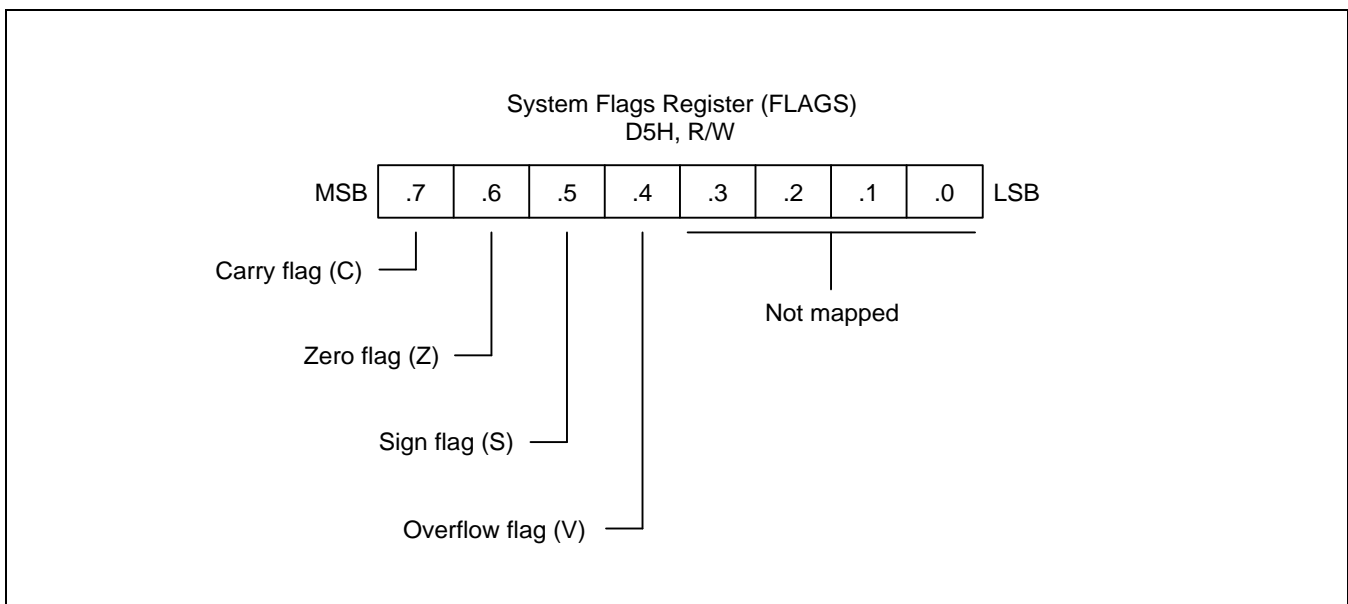 System Flags Register (FLAGS)
D5H, R/W
MSB .7 .6 .5 .4 .3 .2 .1 .0 LSB
Carry flag (C)
Not mapped
Zero flag (Z)
Sign flag (S)
Overflow flag (V)